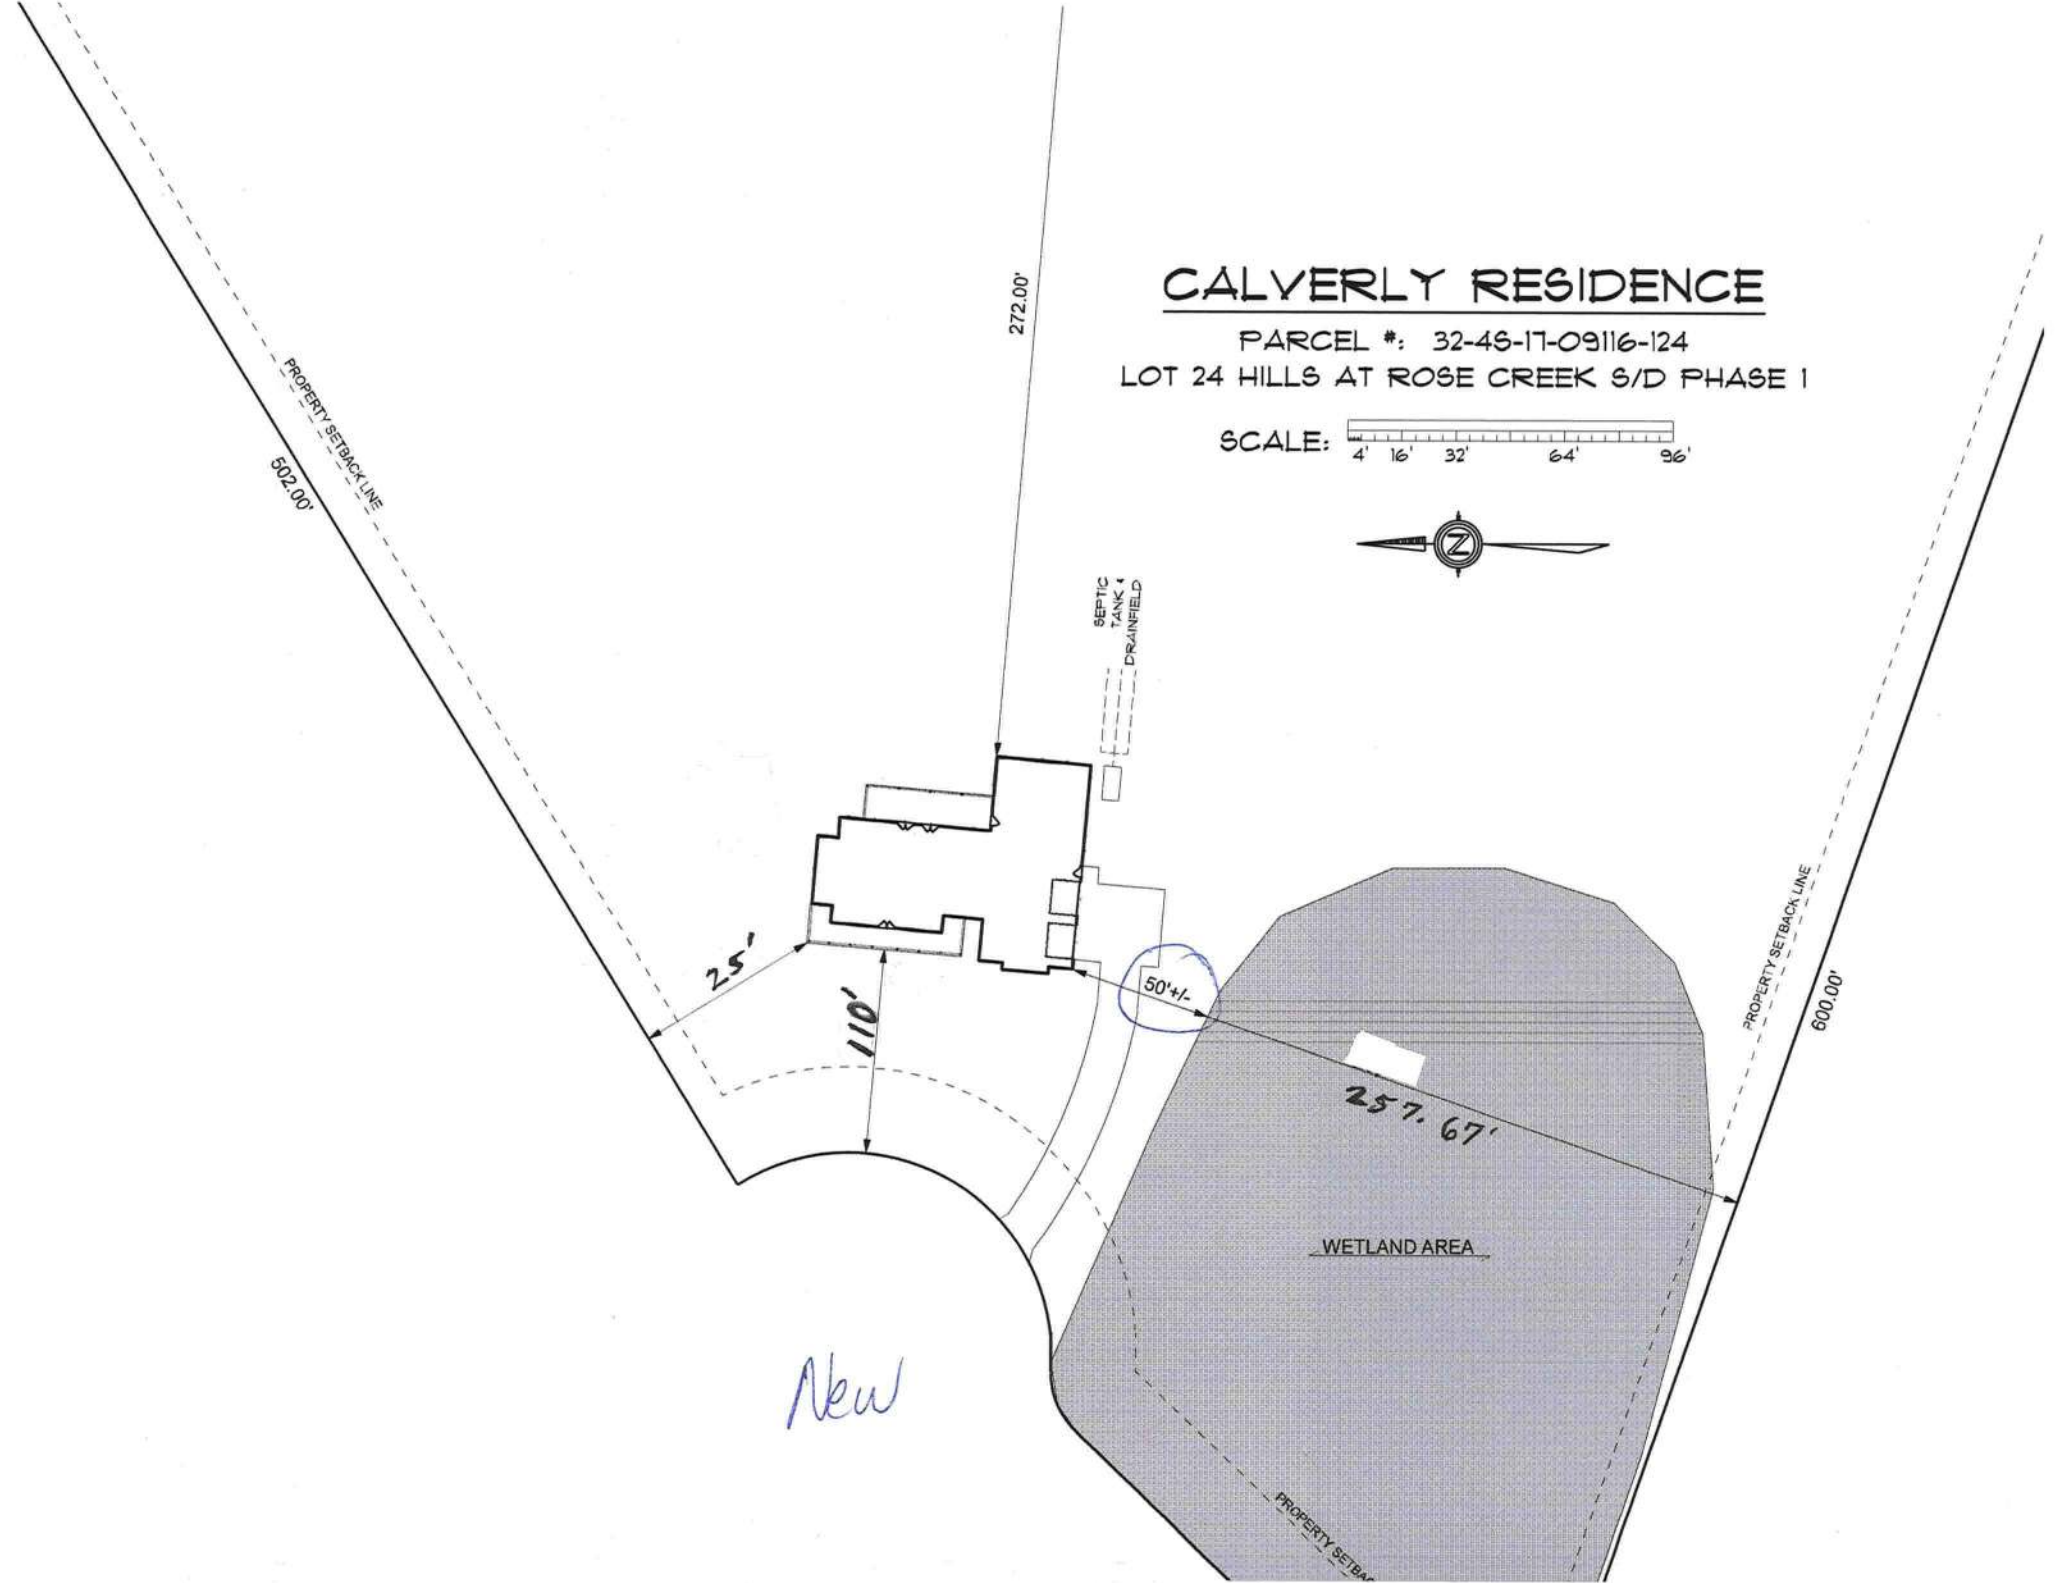 272.00'
CALVERLY RESIDENCE
PARCEL #: 32-4S-17-09116-124
LOT 24 HILLS AT ROSE CREEK S/D PHASE 1
SCALE:
4' 16' 32' 64' 96'
Z
PROPERTY SETBACK LINE
502.00'
SEPTIC
TANK &
DRAINFIELD
25'
110'
50'+/-
257.67'
PROPERTY SETBACK LINE
600.00'
WETLAND AREA
New
PROPERTY SETBAC